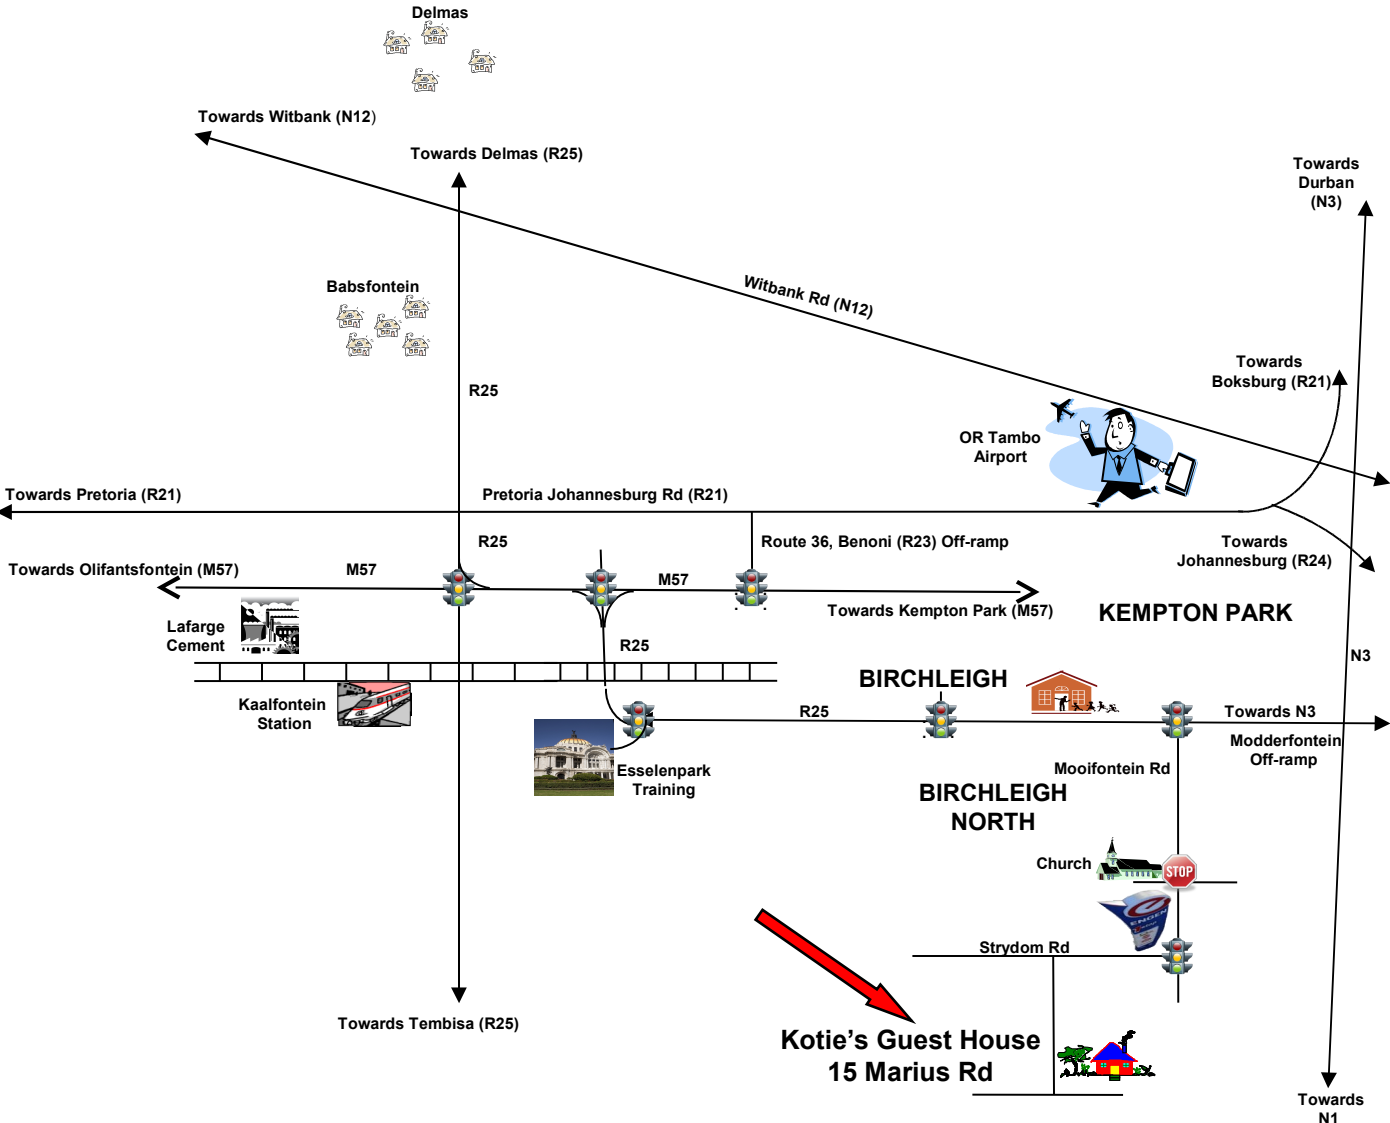 Delmas
Towards Witbank (N12)
Towards Delmas (R25)
Towards
Durban
(N3)
Babsfontein
Witbank Rd (N12)
R25
Towards
Boksburg (R21)
OR Tambo
Airport
Towards Pretoria (R21)
Pretoria Johannesburg Rd (R21)
R25
Route 36, Benoni (R23) Off-ramp
Towards
Johannesburg (R24)
Towards Olifantsfontein (M57)
M57
M57
Towards Kempton Park (M57)
KEMPTON PARK
Lafarge
Cement
R25
N3
BIRCHLEIGH
Kaalfontein
Station
R25
Towards N3
Modderfontein
Off-ramp
Esselenpark
Training
Mooifontein Rd
BIRCHLEIGH
NORTH
Church
STOP
ENGEN
Strydom Rd
Towards Tembisa (R25)
Kotie's Guest House
15 Marius Rd
Towards
N1